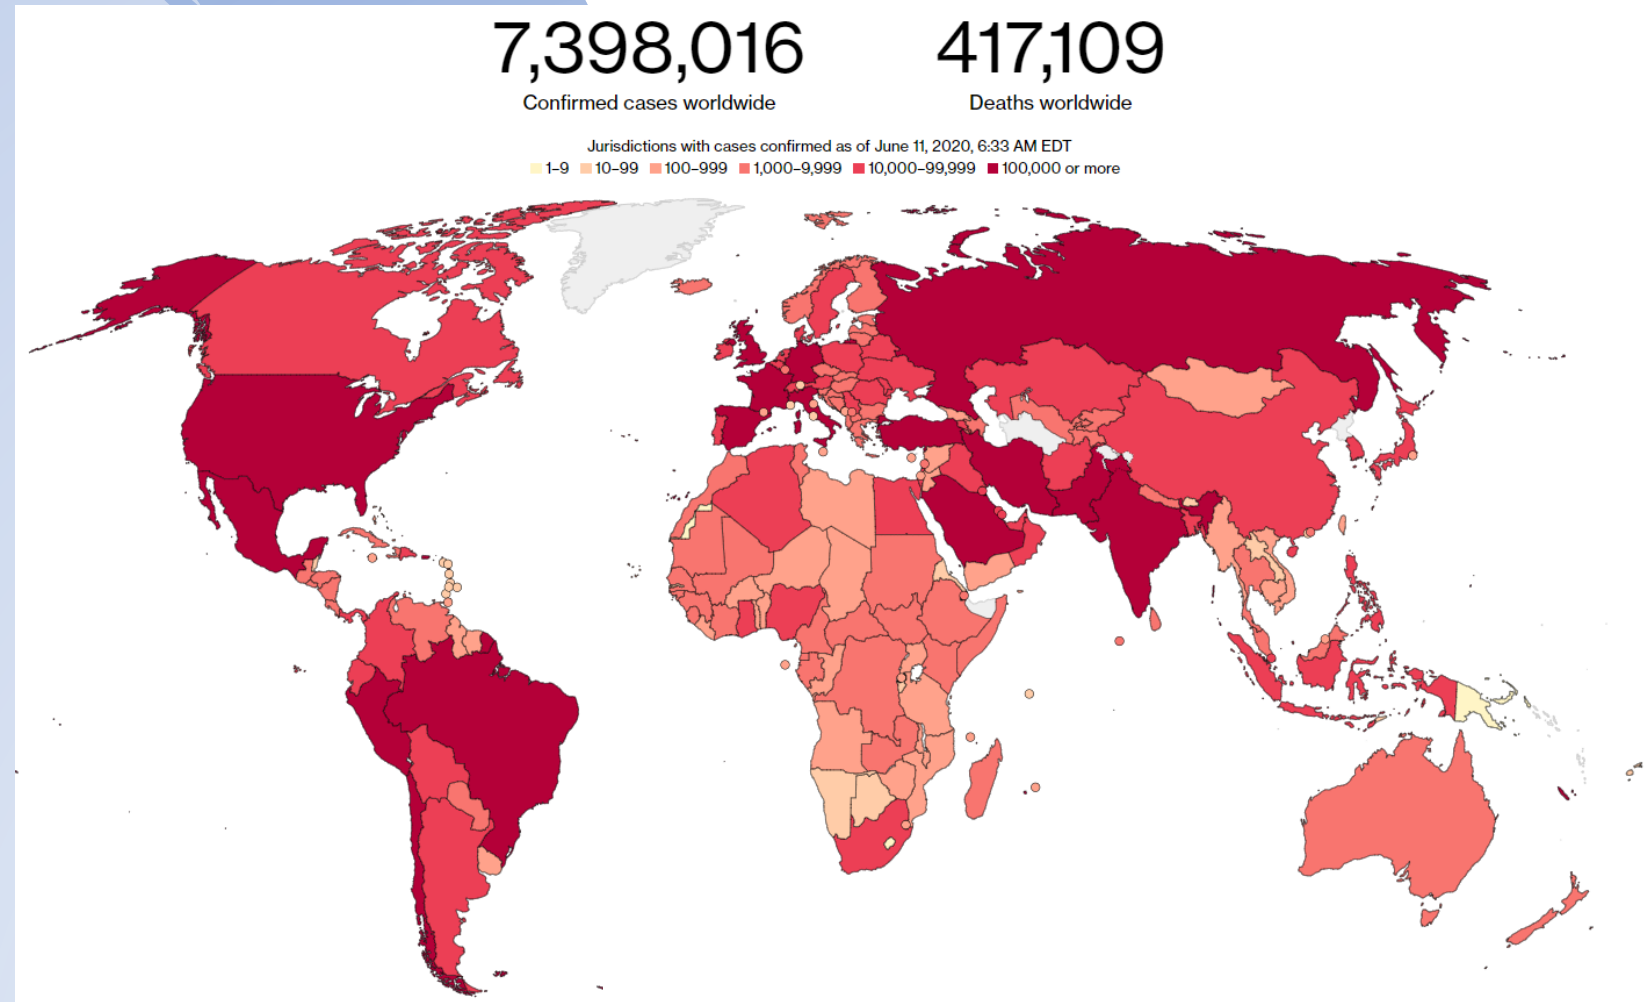 7,398,016 417,109
Confirmed cases worldwide Deaths worldwide
Jurisdictions with cases confirmed as of June 11, 2020, 6:33 AM EDT
1–9 10–99 100–999 1,000–9,999 10,000–99,999 100,000 or more